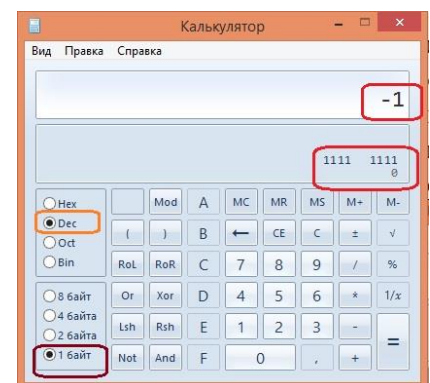 Калькулятор
Вид Правка Справка
-1
1111 1111
0
Hex Mod A MC MR MS M+ M-
Dec ( ) B ← CE C ± √
Oct
Bin RoL RoR C 7 8 9 / %
8 байт Or Xor D 4 5 6 * 1/x
4 байта Lsh Rsh E 1 2 3 - =
2 байта
1 байт Not And F 0 , +